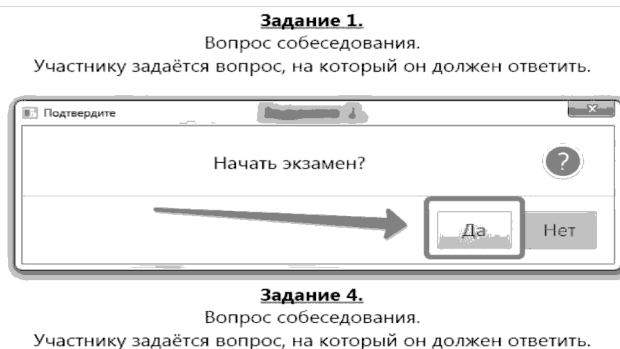 Задание 1.
Вопрос собеседования.
Участнику задаётся вопрос, на который он должен ответить.
Подтвердите
Начать экзамен?
?
Да
Нет
Задание 4.
Вопрос собеседования.
Участнику задаётся вопрос, на который он должен ответить.